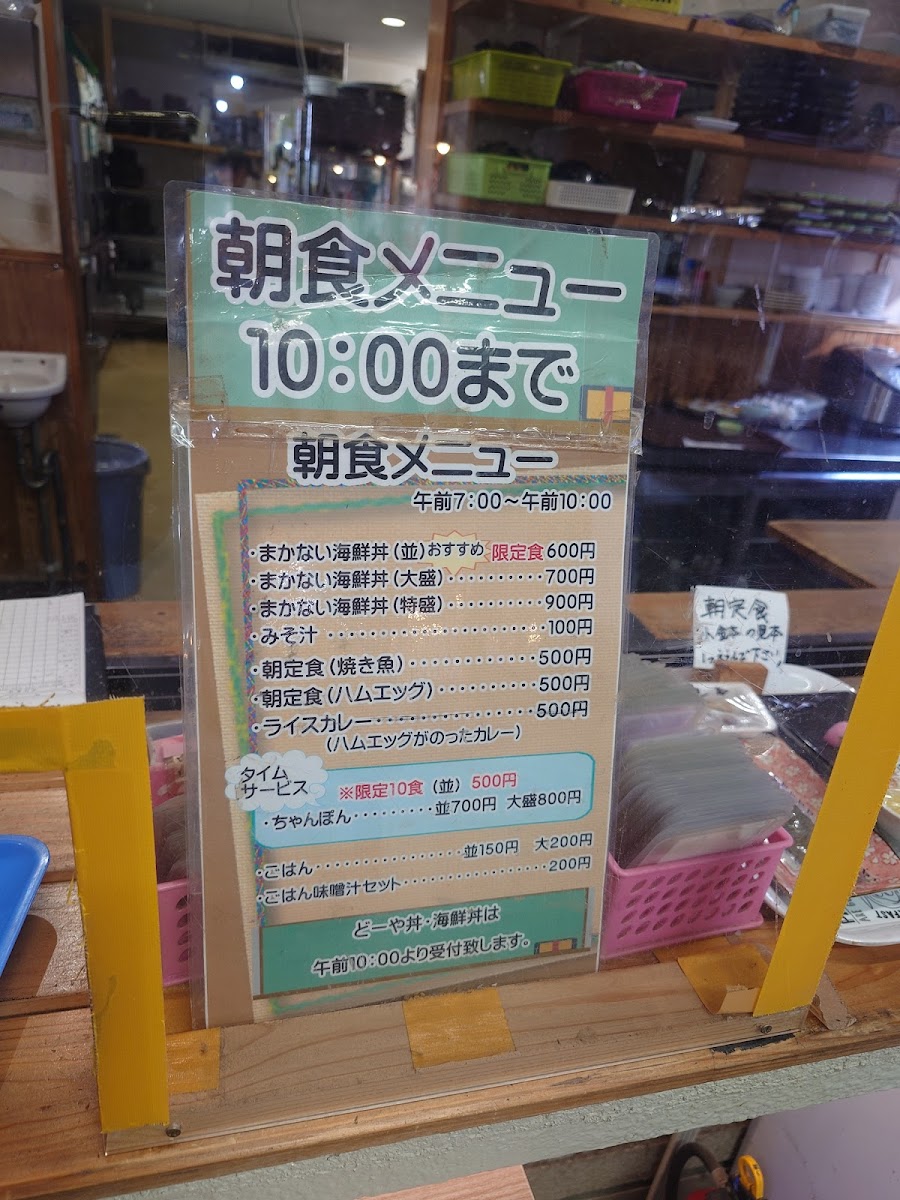 朝食メニュー
10:00まで
朝食メニュー
午前7:00～午前10:00
・まかない海鮮丼(並)おすすめ 限定食600円
・まかない海鮮丼(大盛)・・・・・・・・・・700円
・まかない海鮮丼(特盛)・・・・・・・・・・900円
・みそ汁 ・・・・・・・・・・・・・・・・・・100円
・朝定食(焼き魚)・・・・・・・・・・・・500円
・朝定食(ハムエッグ)・・・・・・・・・500円
・ライスカレー・・・・・・・・・・・・・・・500円
(ハムエッグがのったカレー)
タイム
サービス
※限定10食(並)500円
・ちゃんぽん・・・・・・・・・並700円 大盛800円
・ごはん・・・・・・・・・・・・・・・・並150円 大200円
・ごはん味噌汁セット・・・・・・・・・・・・・・200円
どーや丼・海鮮丼は
午前10:00より受付致します。
朝定食
見本
下さい